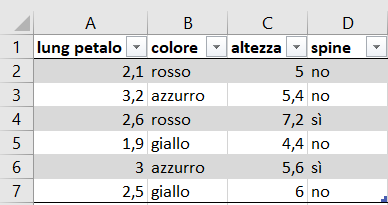 A B C D
1 lung petalo colore altezza spine
2 2,1 rosso 5 no
3 3,2 azzurro 5,4 no
4 2,6 rosso 7,2 sì
5 1,9 giallo 4,4 no
6 3 azzurro 5,6 sì
7 2,5 giallo 6 no